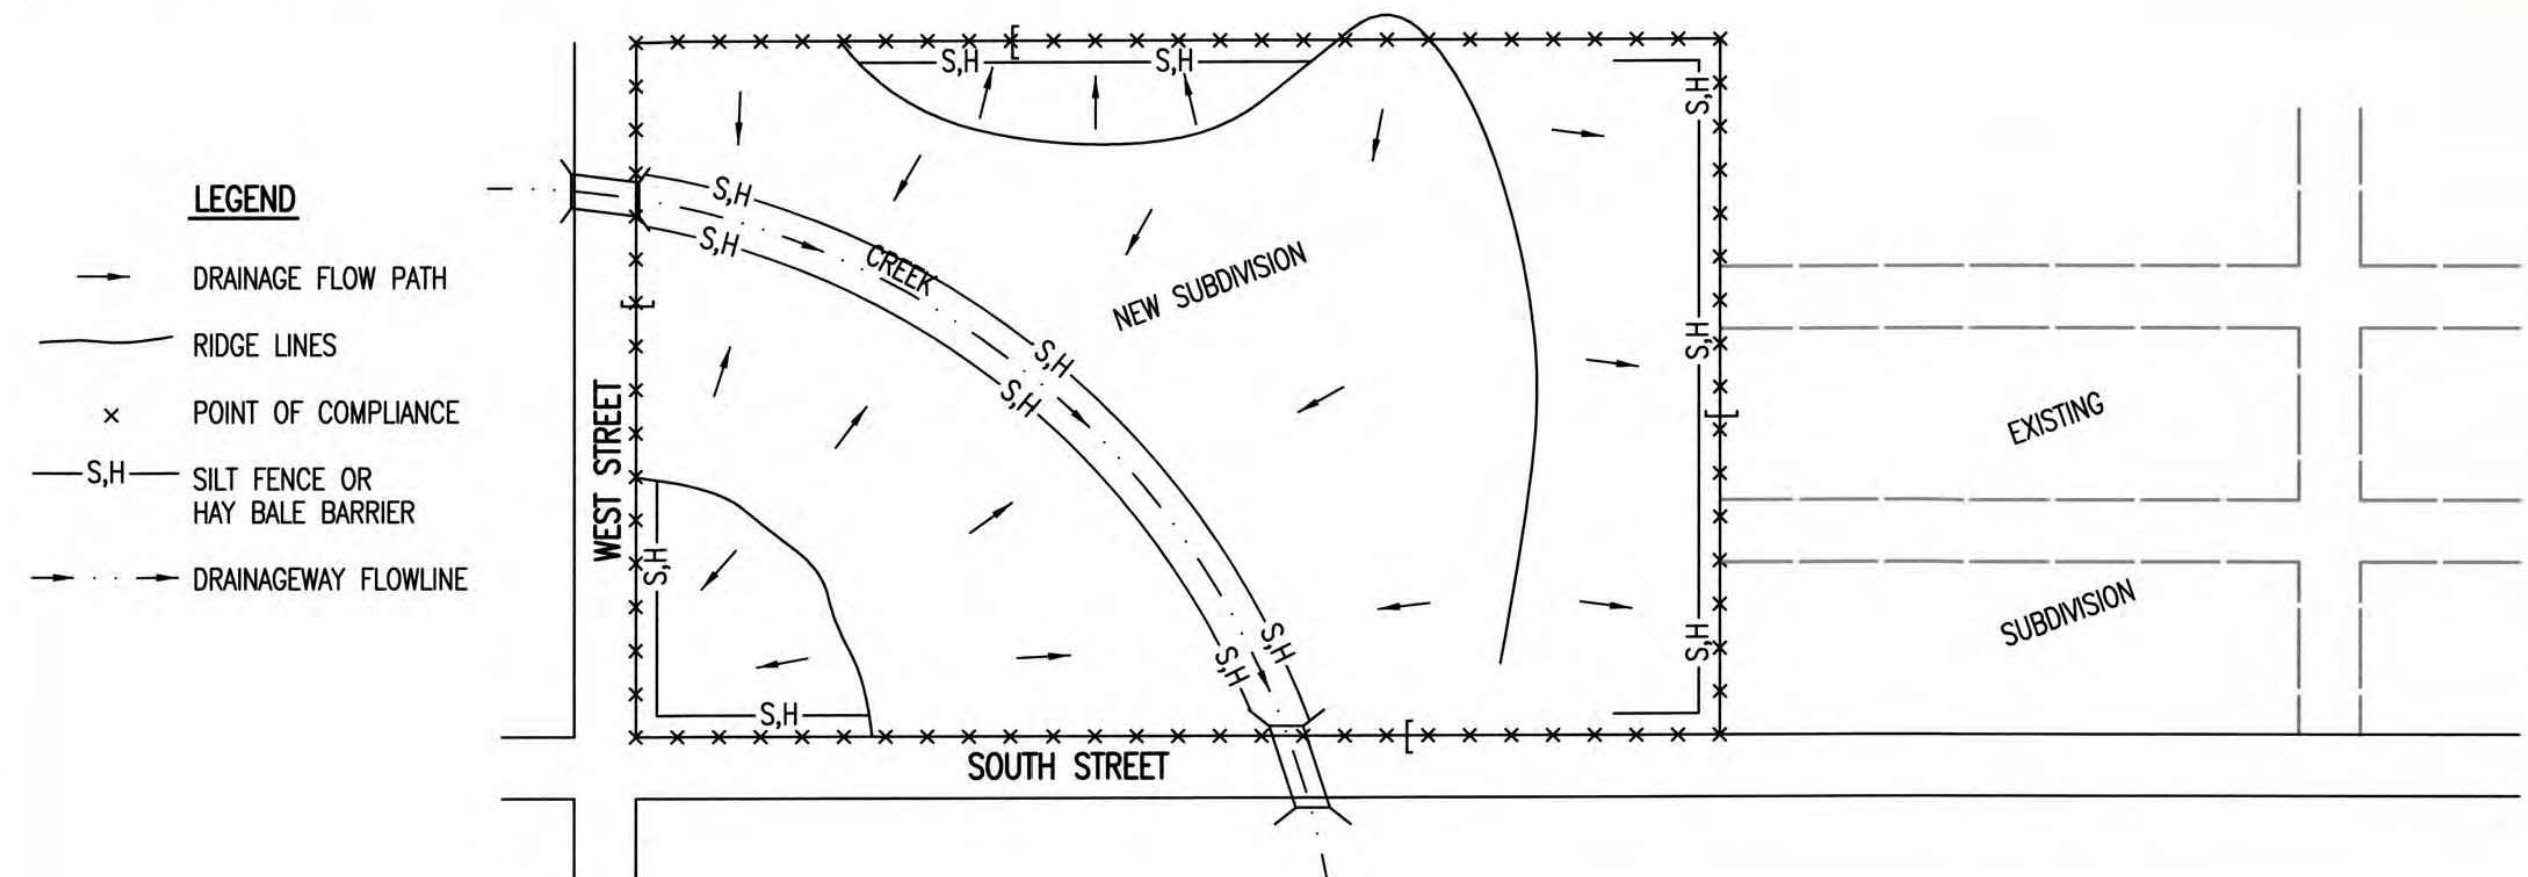 LEGEND
DRAINAGE FLOW PATH
RIDGE LINES
× POINT OF COMPLIANCE
S,H SILT FENCE OR
HAY BALE BARRIER
DRAINAGEWAY FLOWLINE
S,H
S,H
S,H
S,H
S,H
CREEK
NEW SUBDIVISION
S,H
S,H
S,H
WEST STREET
EXISTING
S,H
SUBDIVISION
S,H
S,H
S,H
S,H
SOUTH STREET